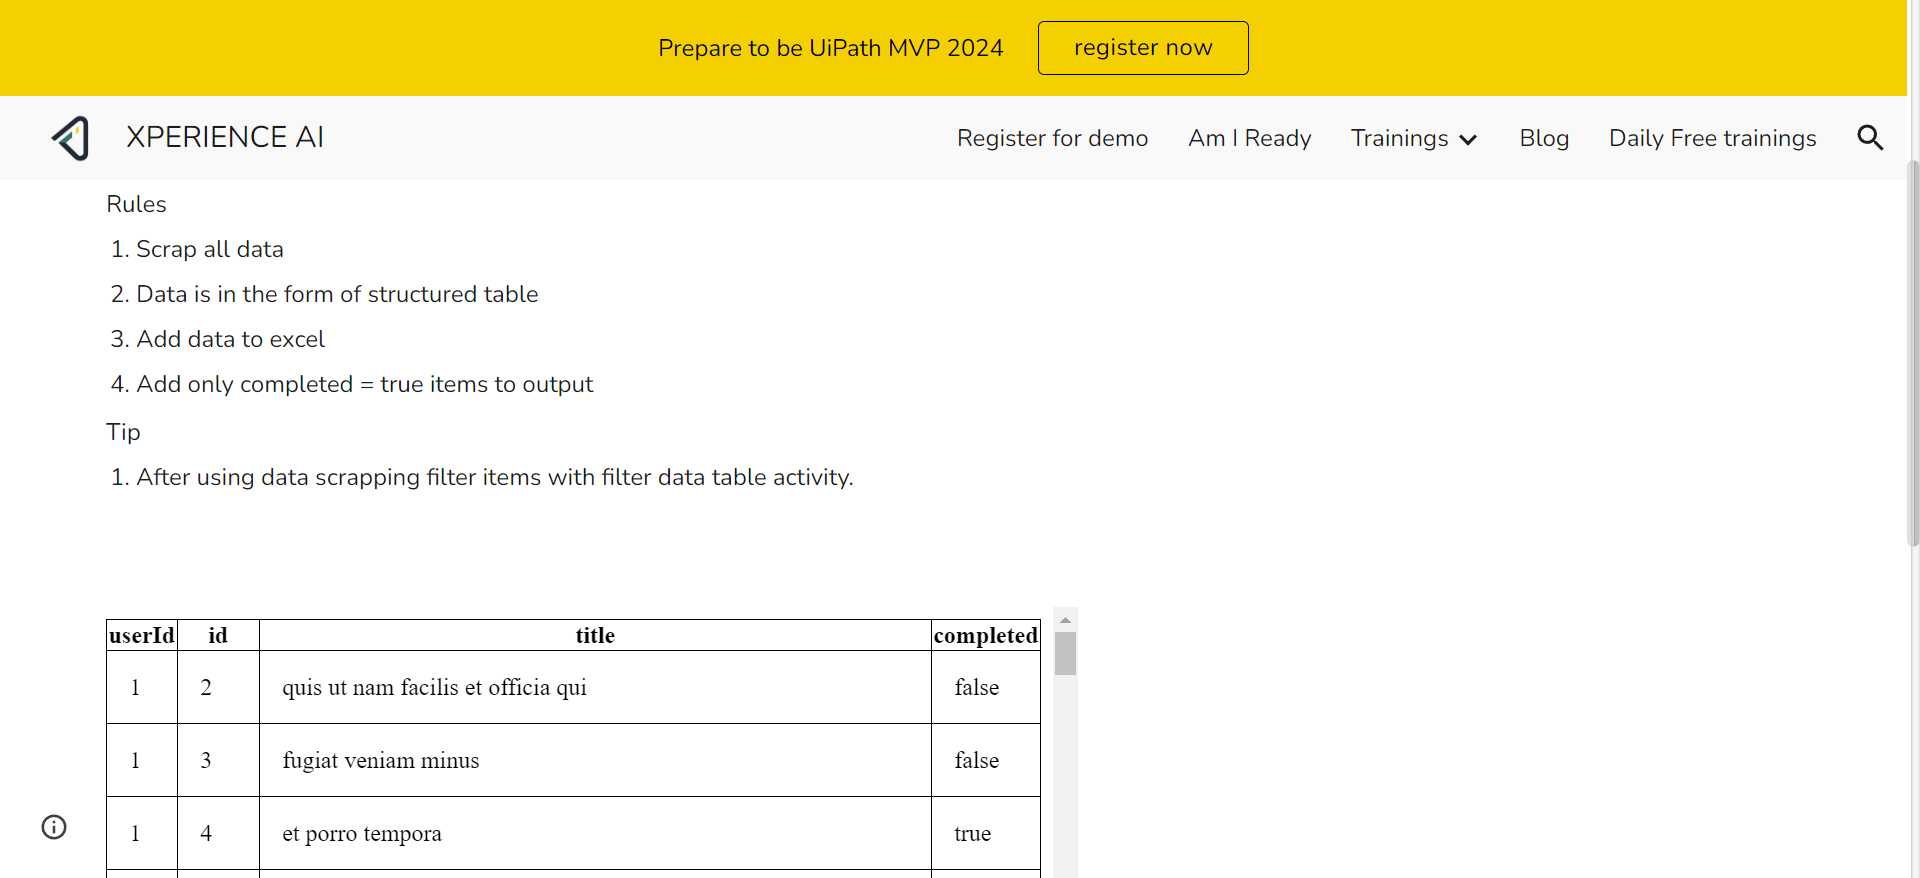 Prepare to be UiPath MVP 2024 register now
XPERIENCE AI Register for demo Am I Ready Trainings Blog Daily Free trainings
Rules
1. Scrap all data
2. Data is in the form of structured table
3. Add data to excel
4. Add only completed = true items to output
Tip
1. After using data scrapping filter items with filter data table activity.
userId id title completed
1 2 quis ut nam facilis et officia qui false
1 3 fugiat veniam minus false
1 4 et porro tempora true